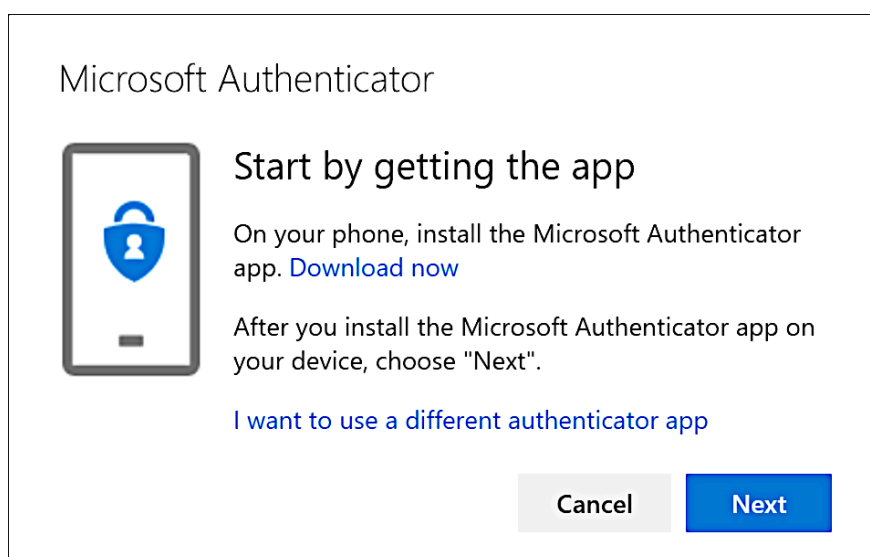 Microsoft Authenticator
Start by getting the app
On your phone, install the Microsoft Authenticator
app. Download now
After you install the Microsoft Authenticator app on
your device, choose "Next".
I want to use a different authenticator app
Cancel
Next